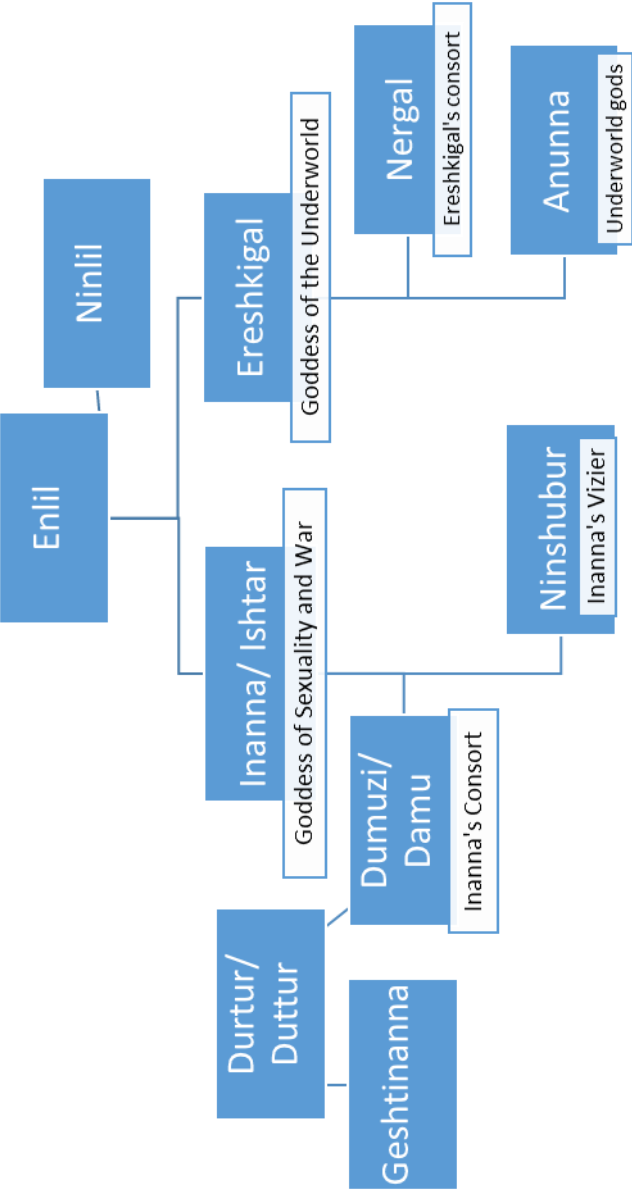 Enlil
Ninlil
Inanna/ Ishtar
Goddess of Sexuality and War
Ereshkigal
Goddess of the Underworld
Durtur/
Duttur
Geshtinanna
Dumuzi/
Damu
Inanna's Consort
Ninshubur
Inanna's Vizier
Nergal
Ereshkigal's consort
Anunna
Underworld gods